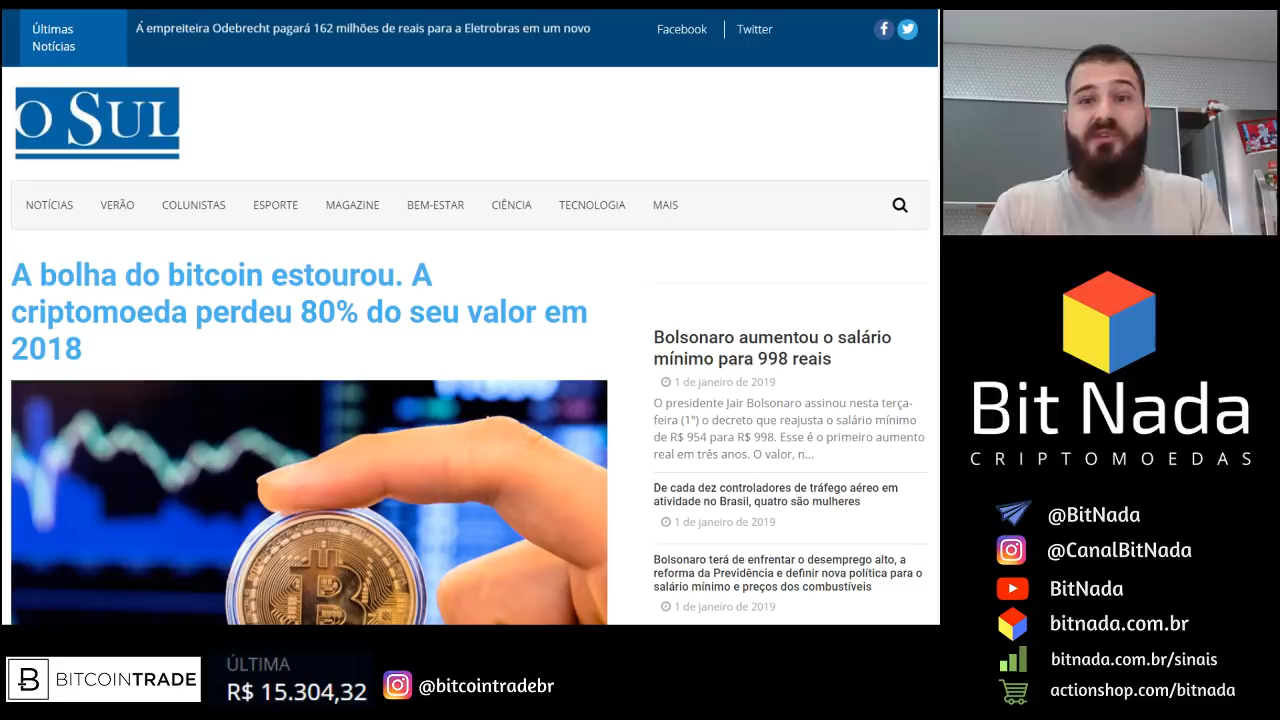 Últimas
Notícias
A empreiteira Odebrecht pagará 162 milhões de reais para a Eletrobras em um novo
Facebook
Twitter
O SUL
NOTÍCIAS
VERÃO
COLUNISTAS
ESPORTE
MAGAZINE
BEM-ESTAR
CIÊNCIA
TECNOLOGIA
MAIS
A bolha do bitcoin estourou. A
criptomoeda perdeu 80% do seu valor em
2018
Bolsonaro aumentou o salário
mínimo para 998 reais
1 de janeiro de 2019
O presidente Jair Bolsonaro assinou nesta terça-
feira (1º) o decreto que reajusta o salário mínimo
de R$ 954 para R$ 998. Esse é o primeiro aumento
real em três anos. O valor, n...
De cada dez controladores de tráfego aéreo em
atividade no Brasil, quatro são mulheres
1 de janeiro de 2019
Bolsonaro terá de enfrentar o desemprego alto, a
reforma da Previdência e definir nova política para o
salário mínimo e preços dos combustíveis
1 de janeiro de 2019
Bit Nada
CRIPTOMOEDAS
@BitNada
@CanalBitNada
BitNada
bitnada.com.br
bitnada.com.br/sinais
actionshop.com/bitnada
BITCOINTRADE
ÚLTIMA
R$ 15.304,32
@bitcointradebr